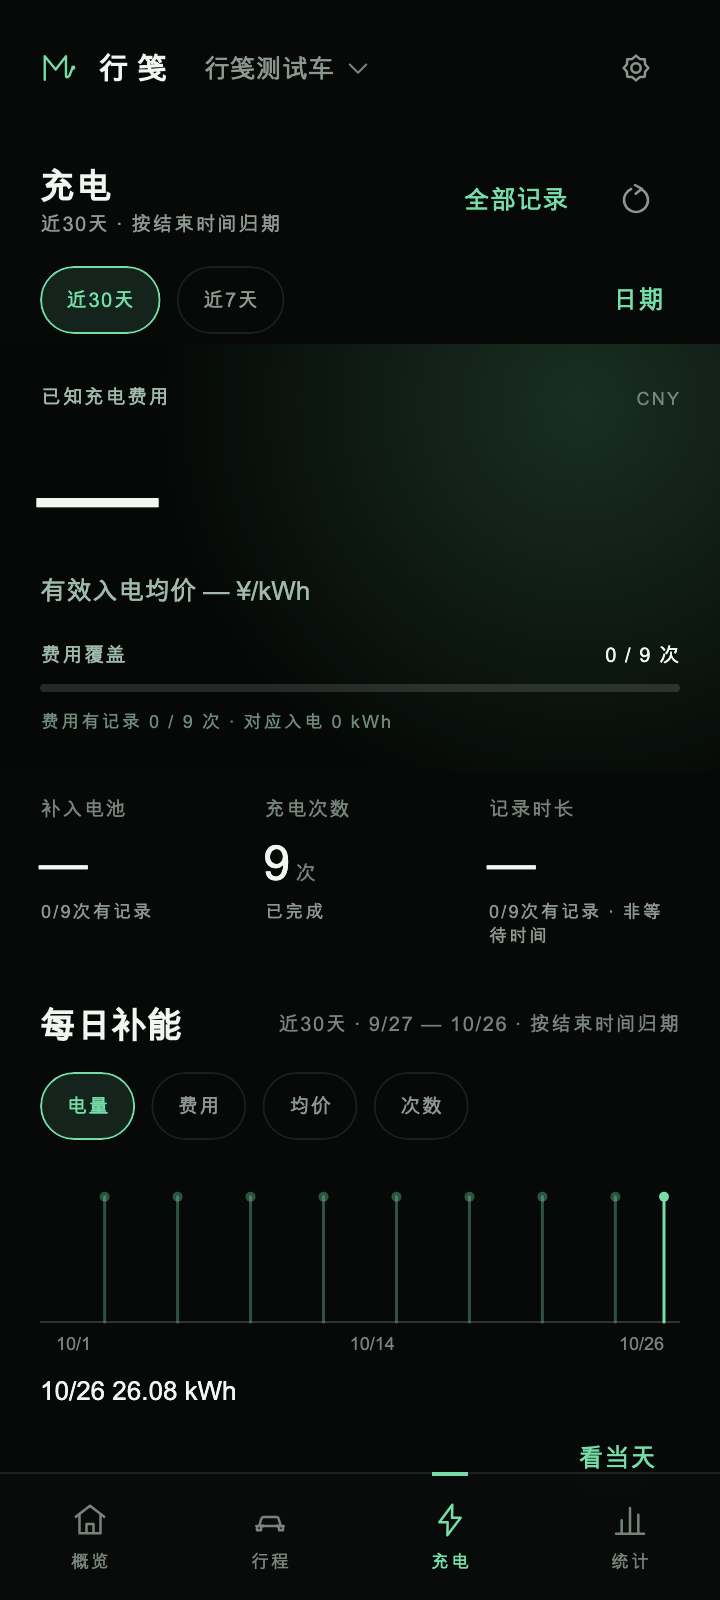 行笺 行笺测试车
充电
近30天 · 按结束时间归期
全部记录
近30天 近7天 日期
已知充电费用 CNY
—
有效入电均价 — ¥/kWh
费用覆盖 0 / 9 次
费用有记录 0 / 9 次 · 对应入电 0 kWh
补入电池 充电次数 记录时长
— 9 次 —
0/9次有记录 已完成 0/9次有记录 · 非等
待时间
每日补能 近30天 · 9/27 — 10/26 · 按结束时间归期
电量 费用 均价 次数
10/1 10/14 10/26
10/26 26.08 kWh
看当天
概览 行程 充电 统计